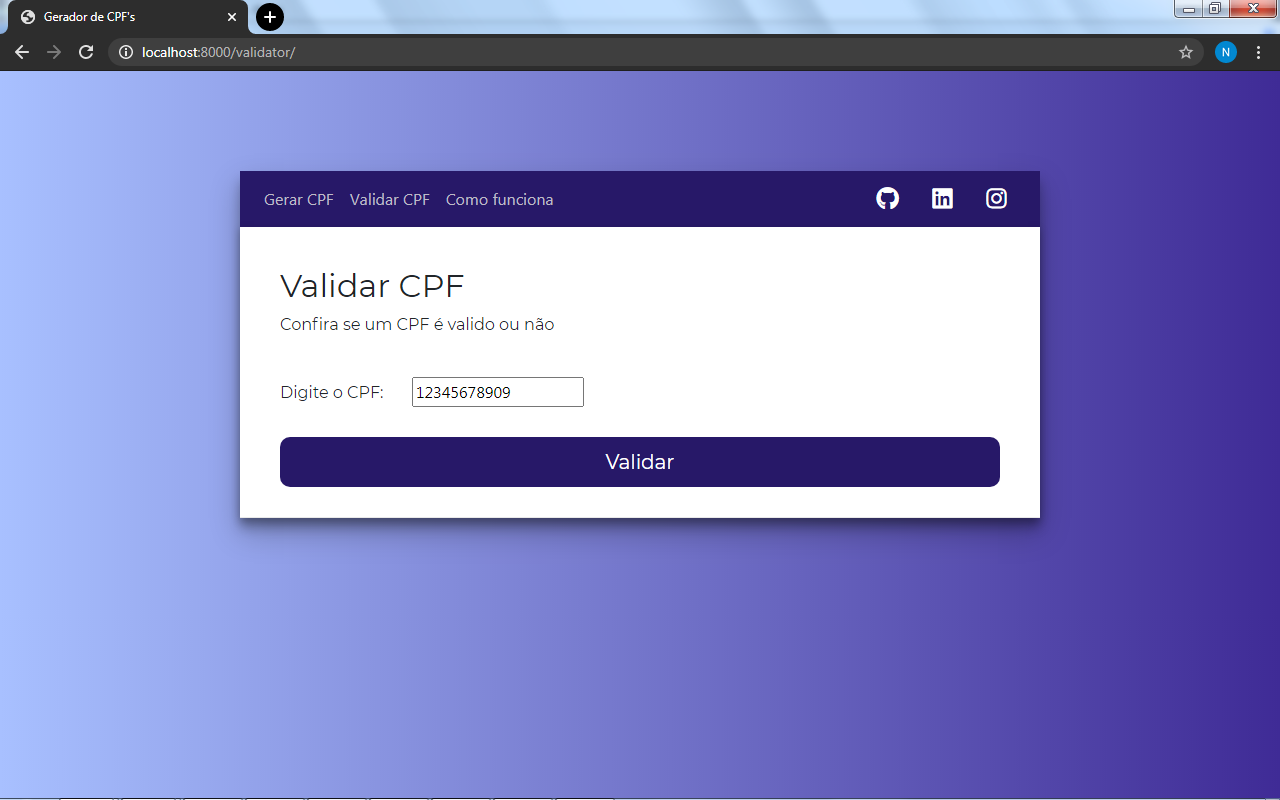 Gerador de CPF's
localhost:8000/validator/
N
Gerar CPF Validar CPF Como funciona
Validar CPF
Confira se um CPF é valido ou não
Digite o CPF: 12345678909
Validar